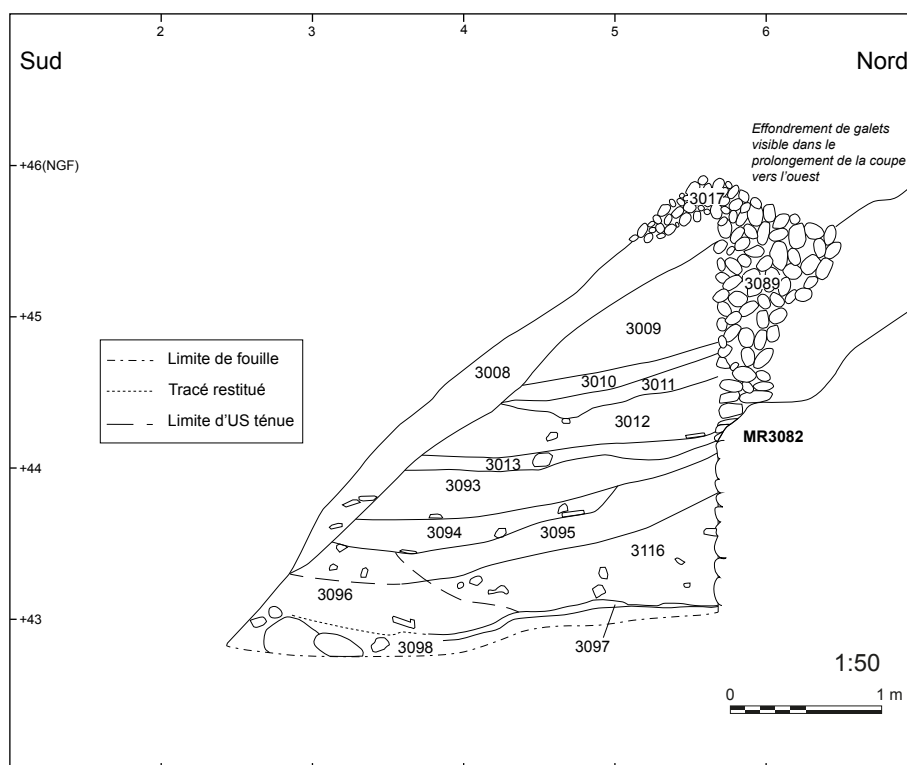 2 3 4 5 6
Sud
Nord
Effondrement de galets
visible dans le
prolongement de la coupe
vers l'ouest
+46(NGF)
3017
3089
+45
3009
Limite de fouille
Tracé restitué
Limite d'US ténue
3008
3010
3011
3012
MR3082
+44
3013
3093
3094
3095
3116
3096
+43
3098
3097
1:50
0 1 m